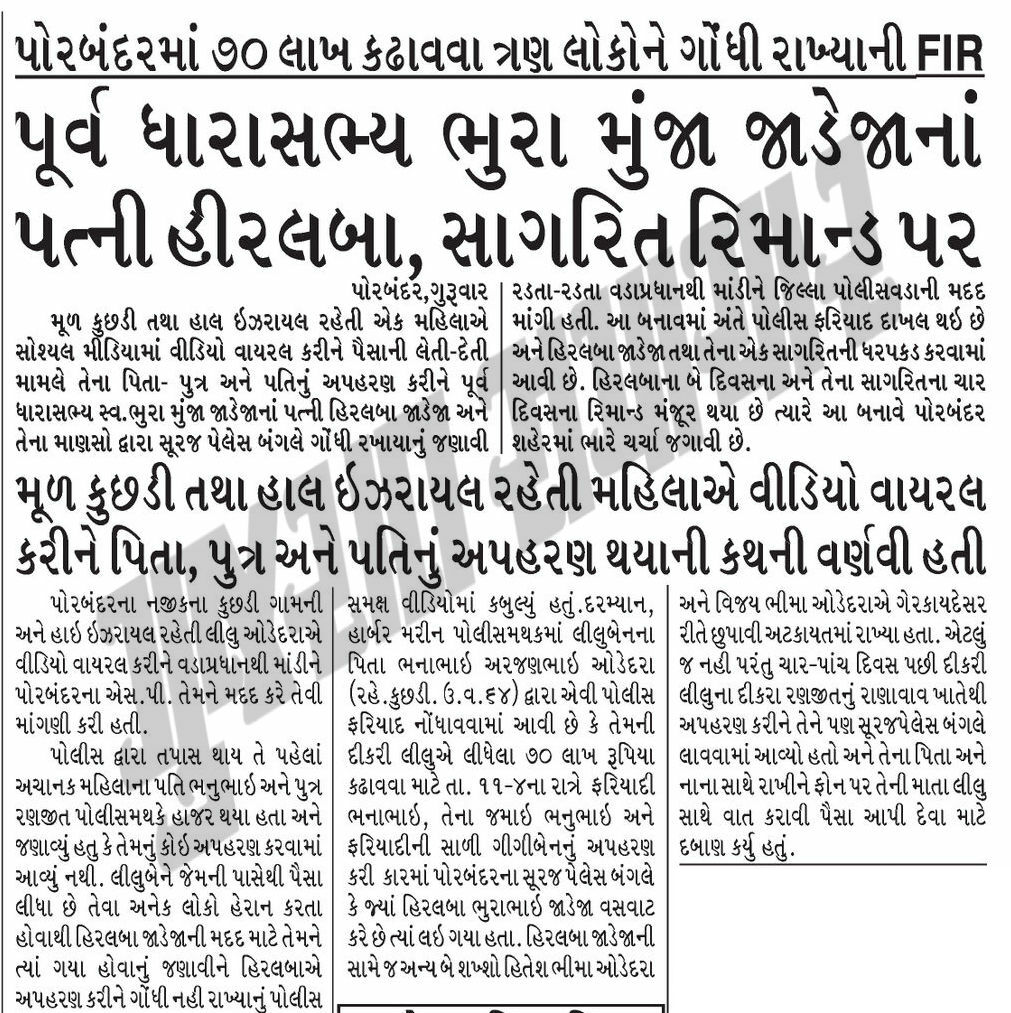 પોરબંદરમાં ૭૦ લાખ કઢાવવા ત્રણ લોકોને ગોંધી રાખ્યાની FIR
પૂર્વ ધારાસભ્ય ભુરા મુંજા જાડેજાનાં
પત્ની હીરલબા, સાગરિત રિમાન્ડ પર
પોરબંદર,ગુરૂવાર
મૂળ કુછડી તથા હાલ ઇઝરાયલ રહેતી એક મહિલાએ
સોશ્યલ મીડિયામાં વીડિયો વાયરલ કરીને પૈસાની લેતી-દેતી
મામલે તેના પિતા- પુત્ર અને પતિનું અપહરણ કરીને પૂર્વ
ધારાસભ્ય સ્વ.ભુરા મુંજા જાડેજાનાં પત્ની હિરલબા જાડેજા અને
તેના માણસો દ્વારા સૂરજ પેલેસ બંગલે ગોંધી રખાયાનું જણાવી
રડતા-રડતા વડાપ્રધાનથી માંડીને જિલ્લા પોલીસવડાની મદદ
માંગી હતી. આ બનાવમાં અંતે પોલીસ ફરિયાદ દાખલ થઇ છે
અને હિરલબા જાડેજા તથા તેના એક સાગરિતની ધરપકડ કરવામાં
આવી છે. હિરલબાના બે દિવસના અને તેના સાગરિતના ચાર
દિવસના રિમાન્ડ મંજૂર થયા છે ત્યારે આ બનાવે પોરબંદર
શહેરમાં ભારે ચર્ચા જગાવી છે.
મૂળ કુછડી તથા હાલ ઇઝરાયલ રહેતી મહિલાએ વીડિયો વાયરલ
કરીને પિતા, પુત્ર અને પતિનું અપહરણ થયાની કથની વર્ણવી હતી
પોરબંદરના નજીકના કુછડી ગામની
અને હાઇ ઇઝરાયલ રહેતી લીલુ ઓડેદરાએ
વીડિયો વાયરલ કરીને વડાપ્રધાનથી માંડીને
પોરબંદરના એસ.પી. તેમને મદદ કરે તેવી
માંગણી કરી હતી.
પોલીસ દ્વારા તપાસ થાય તે પહેલાં
અચાનક મહિલાના પતિ ભનુભાઇ અને પુત્ર
રણજીત પોલીસમથકે હાજર થયા હતા અને
જણાવ્યું હતુ કે તેમનું કોઇ અપહરણ કરવામાં
આવ્યું નથી. લીલુબેને જેમની પાસેથી પૈસા
લીધા છે તેવા અનેક લોકો હેરાન કરતા
હોવાથી હિરલબા જાડેજાની મદદ માટે તેમને
ત્યાં ગયા હોવાનું જણાવીને હિરલબાએ
અપહરણ કરીને ગોંધી નહી રાખ્યાનું પોલીસ
સમક્ષ વીડિયોમાં કબુલ્યું હતું.દરમ્યાન,
હાર્બર મરીન પોલીસમથકમાં લીલુબેનના
પિતા ભનાભાઇ અરજણભાઇ ઓડેદરા
(રહે.કુછડી. ઉ.વ.૬૪) દ્વારા એવી પોલીસ
ફરિયાદ નોંધાવવામાં આવી છે કે તેમની
દીકરી લીલુએ લીધેલા ૭૦ લાખ રૂપિયા
કઢાવવા માટે તા. ૧૧-૪ના રાત્રે ફરિયાદી
ભનાભાઇ, તેના જમાઇ ભનુભાઇ અને
ફરિયાદીની સાળી ગીગીબેનનું અપહરણ
કરી કારમાં પોરબંદરના સૂરજ પેલેસ બંગલે
કે જ્યાં હિરલબા ભુરાભાઇ જાડેજા વસવાટ
કરે છે ત્યાં લઇ ગયા હતા. હિરલબા જાડેજાની
સામે જ અન્ય બે શખ્શો હિતેશ ભીમા ઓડેદરા
અને વિજય ભીમા ઓડેદરાએ ગેરકાયદેસર
રીતે છુપાવી અટકાયતમાં રાખ્યા હતા. એટલું
જ નહી પરંતુ ચાર-પાંચ દિવસ પછી દીકરી
લીલુના દીકરા રણજીતનું રાણાવાવ ખાતેથી
અપહરણ કરીને તેને પણ સૂરજપેલેસ બંગલે
લાવવામાં આવ્યો હતો અને તેના પિતા અને
નાના સાથે રાખીને ફોન પર તેની માતા લીલુ
સાથે વાત કરાવી પૈસા આપી દેવા માટે
દબાણ કર્યુ હતું.